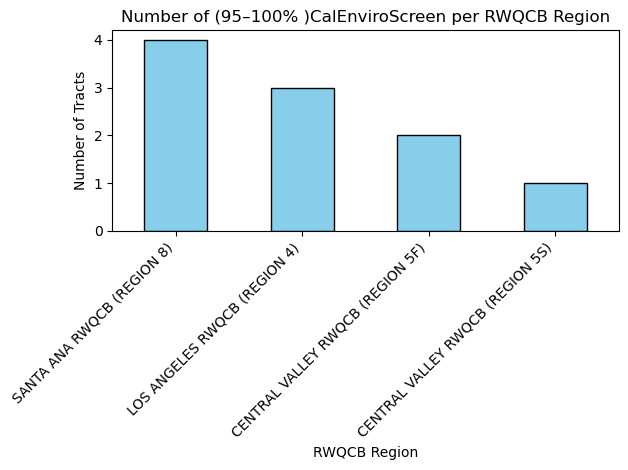 Number of (95–100% )CalEnviroScreen per RWQCB Region
Number of Tracts
4
3
2
1
0
SANTA ANA RWQCB (REGION 8)
LOS ANGELES RWQCB (REGION 4)
CENTRAL VALLEY RWQCB (REGION 5F)
CENTRAL VALLEY RWQCB (REGION 5S)
RWQCB Region